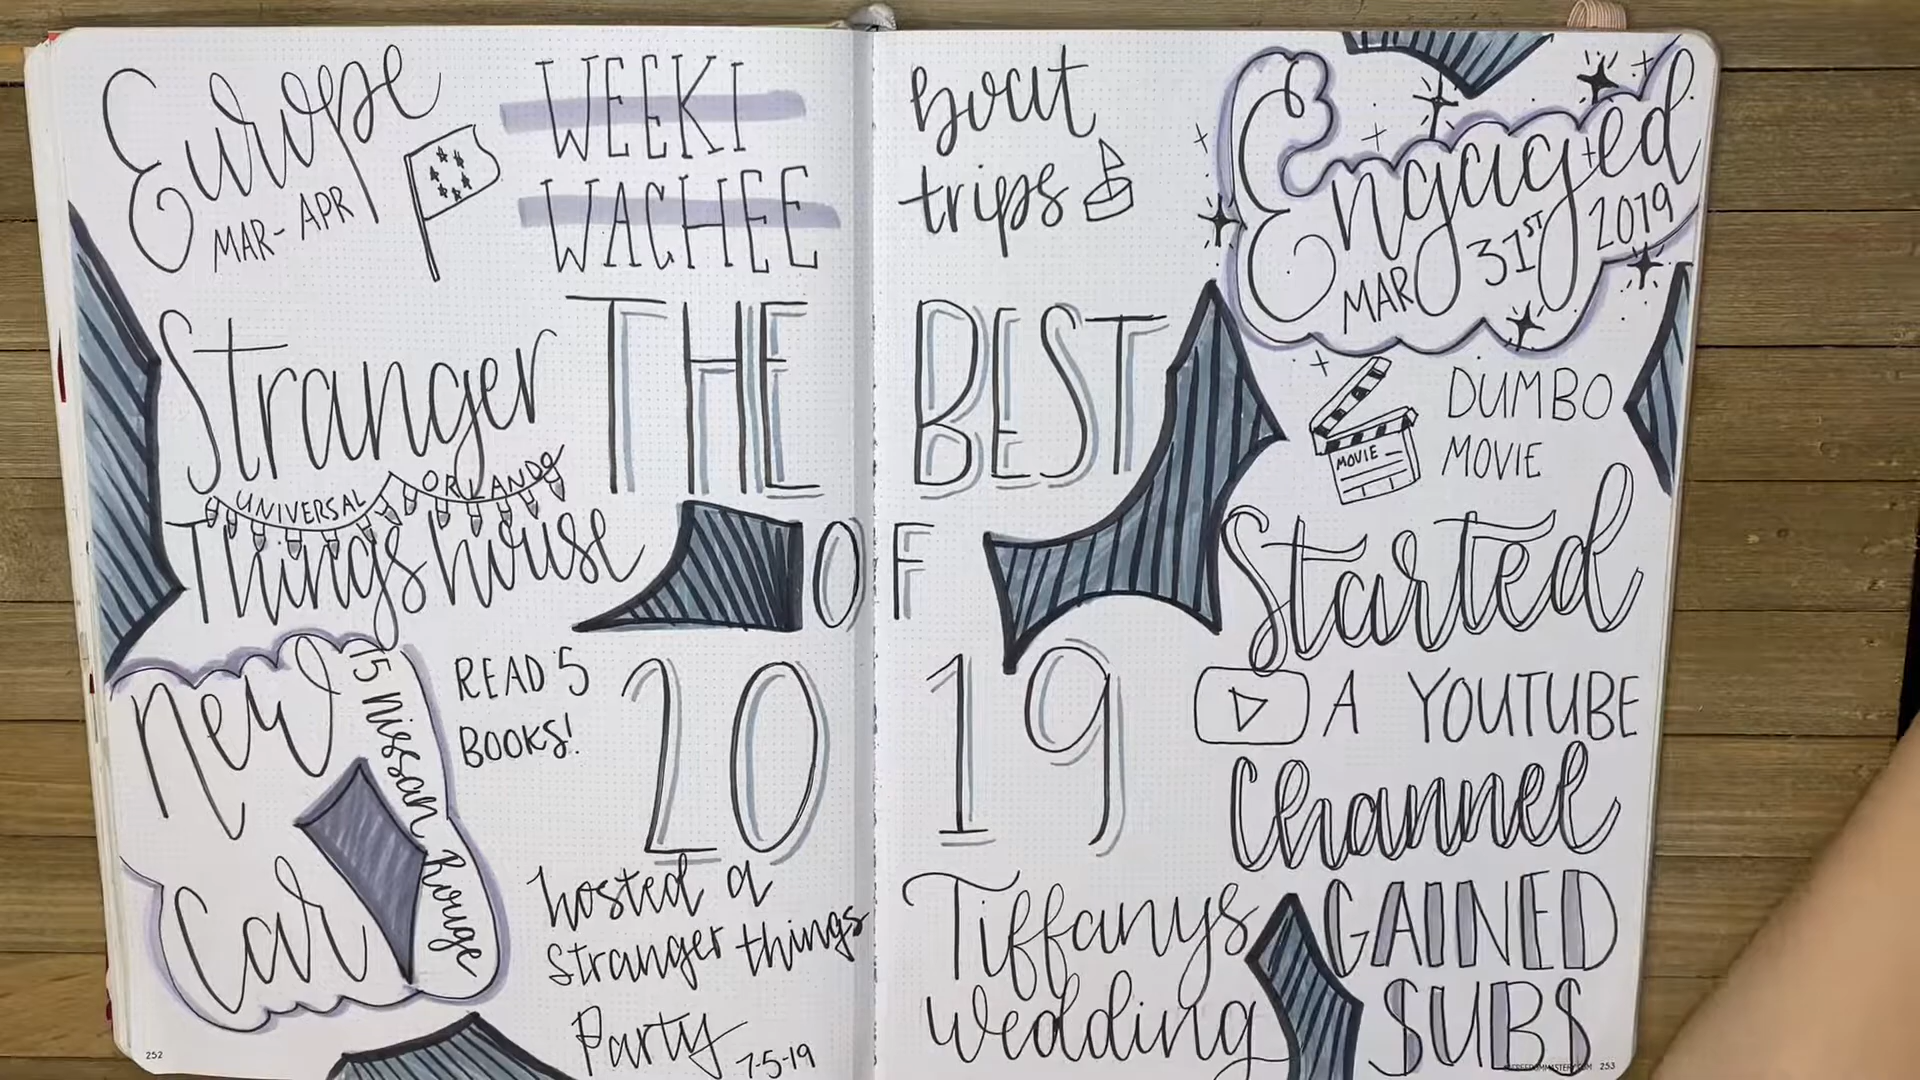 Europe
MAR-APR
WEEKI
WACHEE
Stranger
UNIVERSAL ORLANDO
Things house
New
Car
15 Nissan Rouge
READ 5
BOOKS!
hosted a
Stranger things
Party
7-5-19
THE BEST
OF
2019
boat
trips
Engaged
MAR 31ST 2019
MOVIE
DUMBO
MOVIE
Started
A YOUTUBE
Channel
Tiffanys
wedding
GAINED
SUBS
252
253